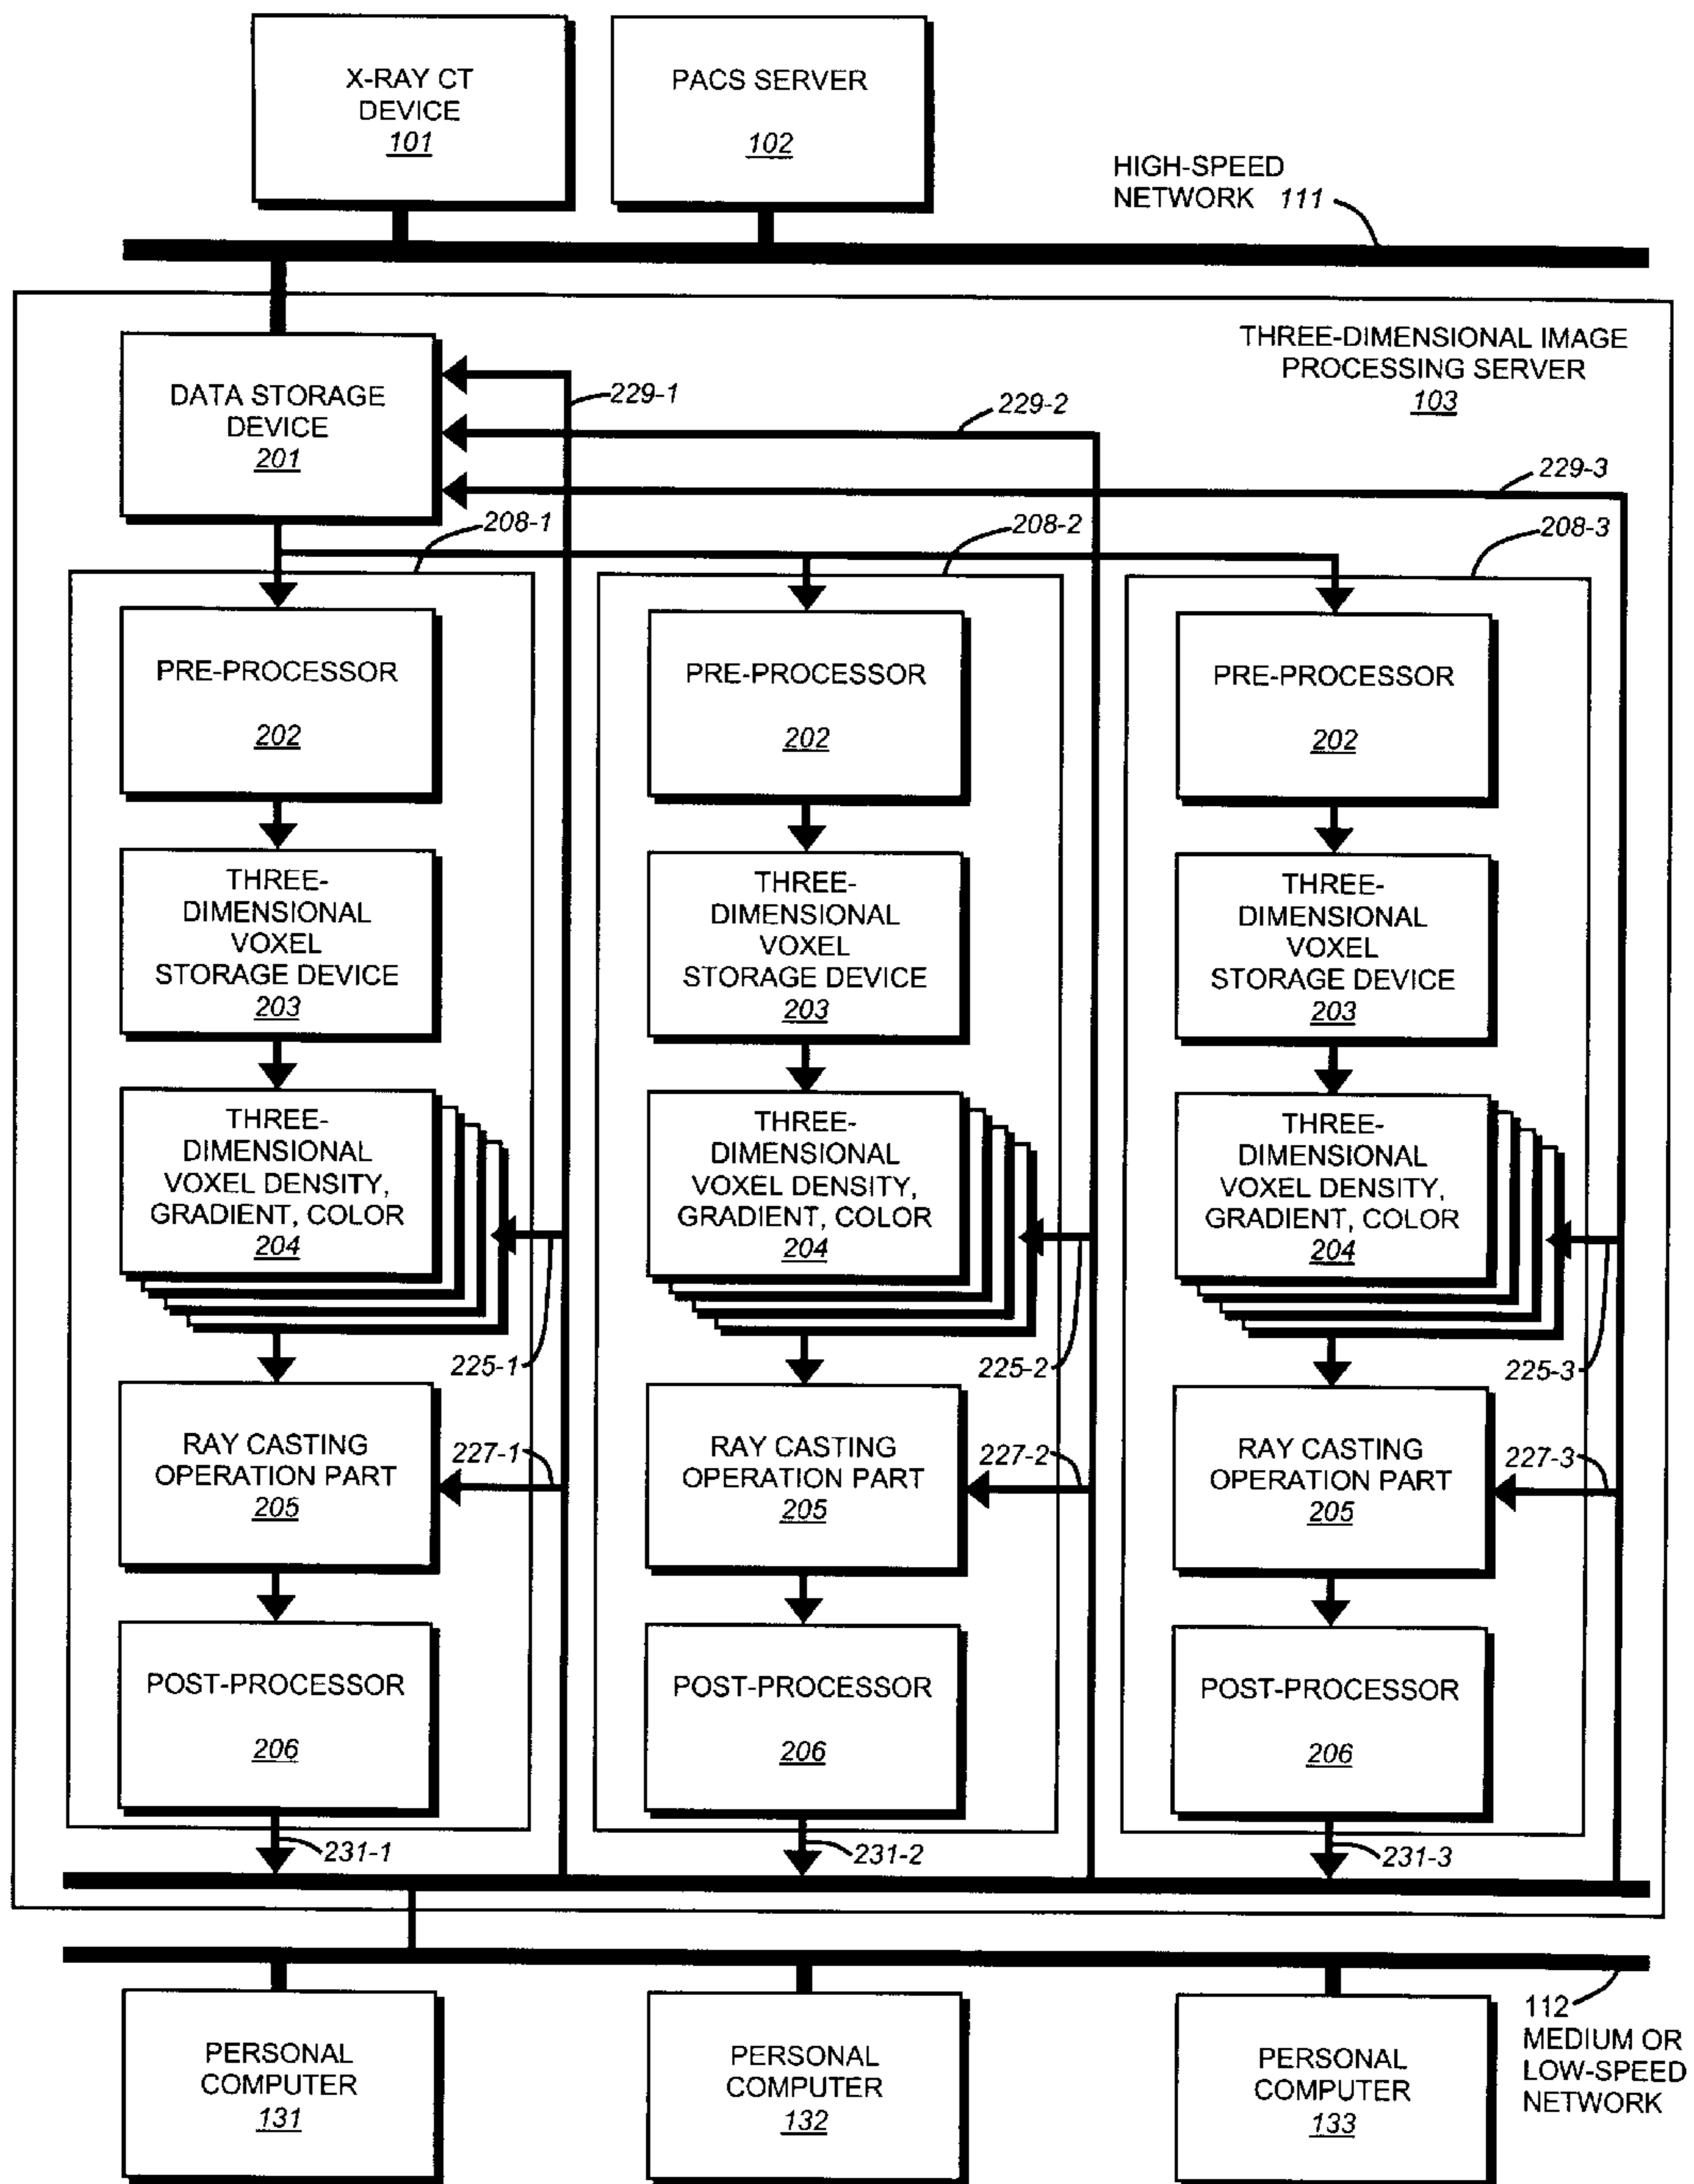 X-RAY CT
DEVICE
101
PACS SERVER
102
HIGH-SPEED
NETWORK 111
THREE-DIMENSIONAL IMAGE
PROCESSING SERVER
103
DATA STORAGE
DEVICE
201
229-1
229-2
229-3
208-1
208-2
208-3
PRE-PROCESSOR
202
PRE-PROCESSOR
202
PRE-PROCESSOR
202
THREE-
DIMENSIONAL
VOXEL
STORAGE DEVICE
203
THREE-
DIMENSIONAL
VOXEL
STORAGE DEVICE
203
THREE-
DIMENSIONAL
VOXEL
STORAGE DEVICE
203
THREE-
DIMENSIONAL
VOXEL DENSITY,
GRADIENT, COLOR
204
THREE-
DIMENSIONAL
VOXEL DENSITY,
GRADIENT, COLOR
204
THREE-
DIMENSIONAL
VOXEL DENSITY,
GRADIENT, COLOR
204
225-1
225-2
225-3
RAY CASTING
OPERATION PART
205
227-1
RAY CASTING
OPERATION PART
205
227-2
RAY CASTING
OPERATION PART
205
227-3
POST-PROCESSOR
206
POST-PROCESSOR
206
POST-PROCESSOR
206
231-1
231-2
231-3
PERSONAL
COMPUTER
131
PERSONAL
COMPUTER
132
PERSONAL
COMPUTER
133
112
MEDIUM OR
LOW-SPEED
NETWORK